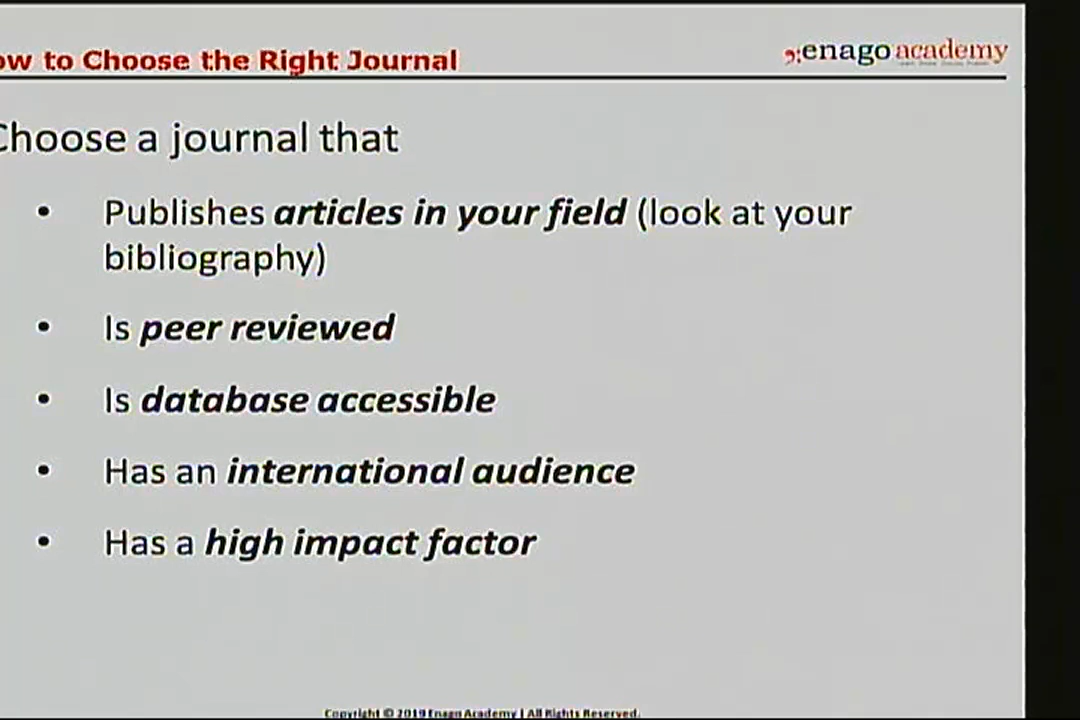 ow to Choose the Right Journal
enago academy
Choose a journal that
• Publishes articles in your field (look at your
bibliography)
• Is peer reviewed
• Is database accessible
• Has an international audience
• Has a high impact factor
Copyright © 2019 Enago Academy | All Rights Reserved.